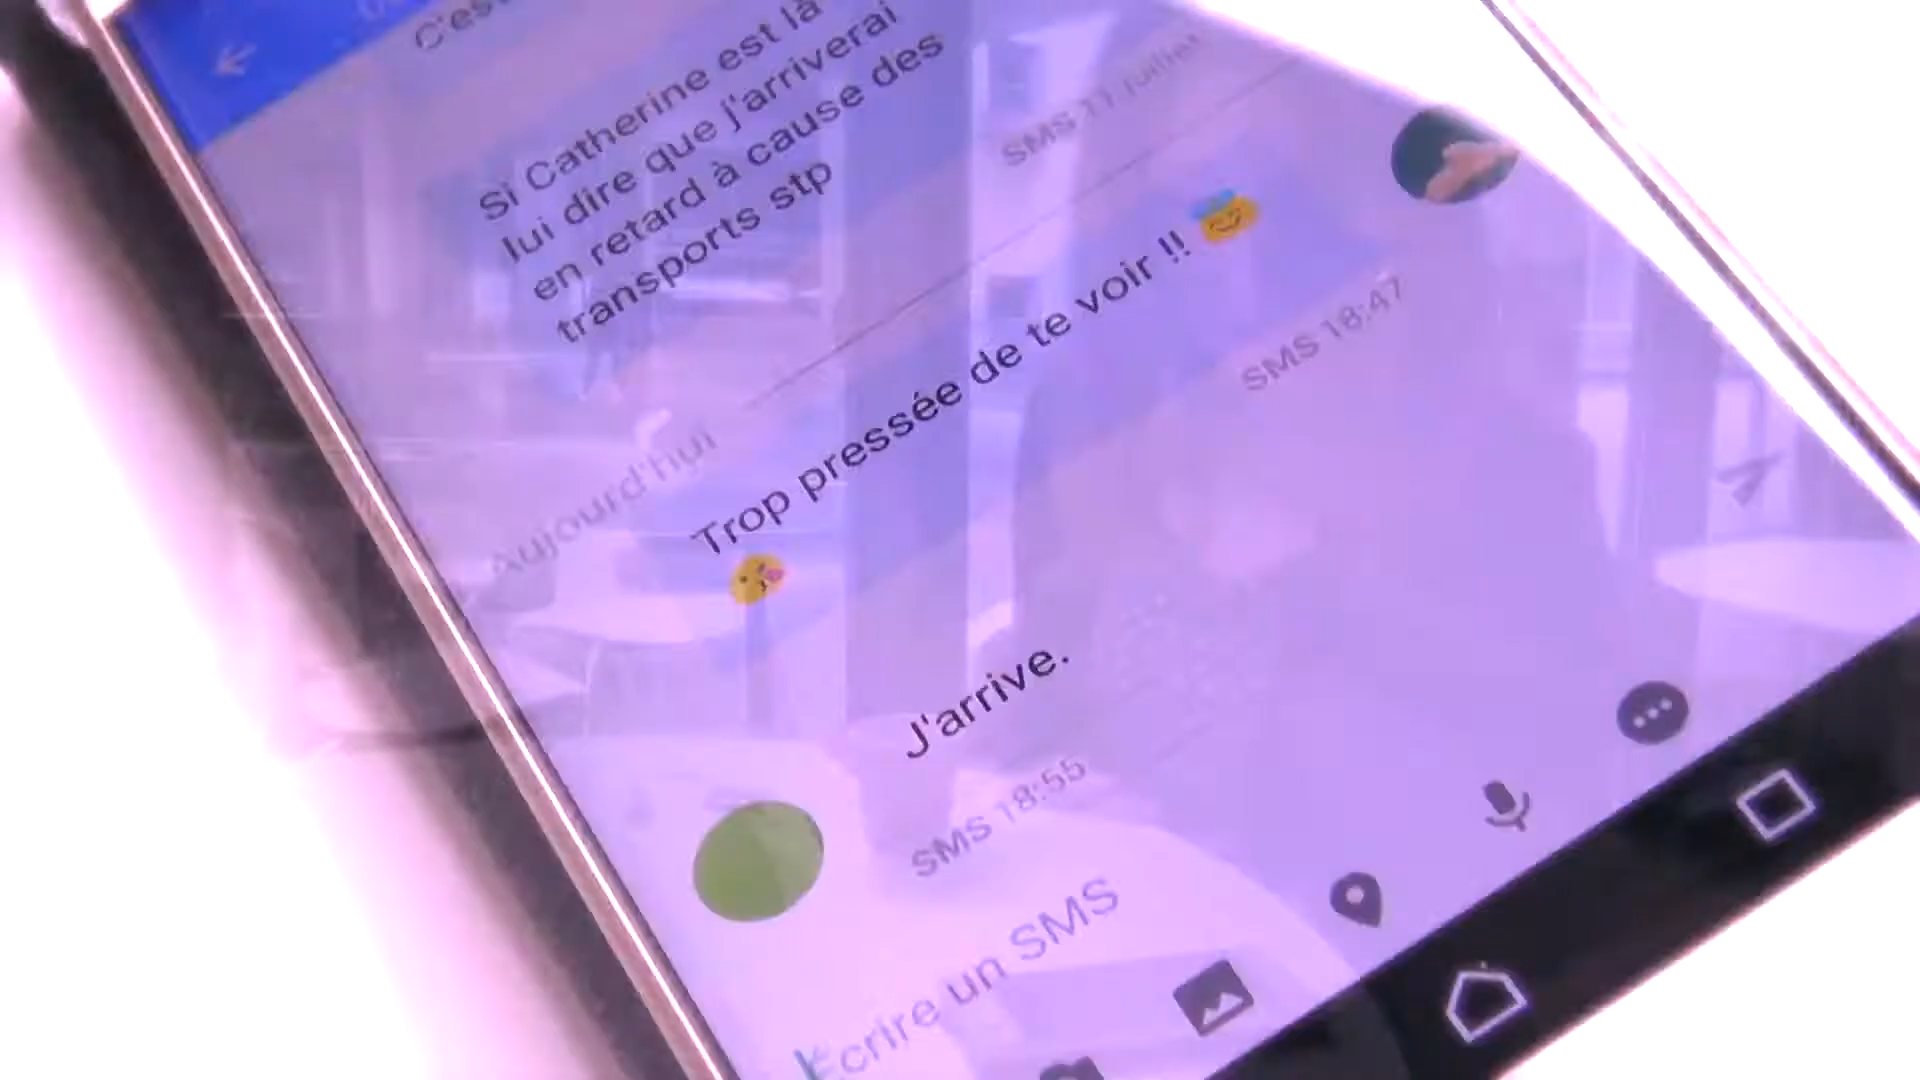 C'es
Si Catherine est là
lui dire que j'arriverai
en retard à cause des
transports stp
SMS 11 juillet
Aujourd'hui
Trop pressée de te voir !! 😇
😘
SMS 18:47
J'arrive.
SMS 18:55
Écrire un SMS